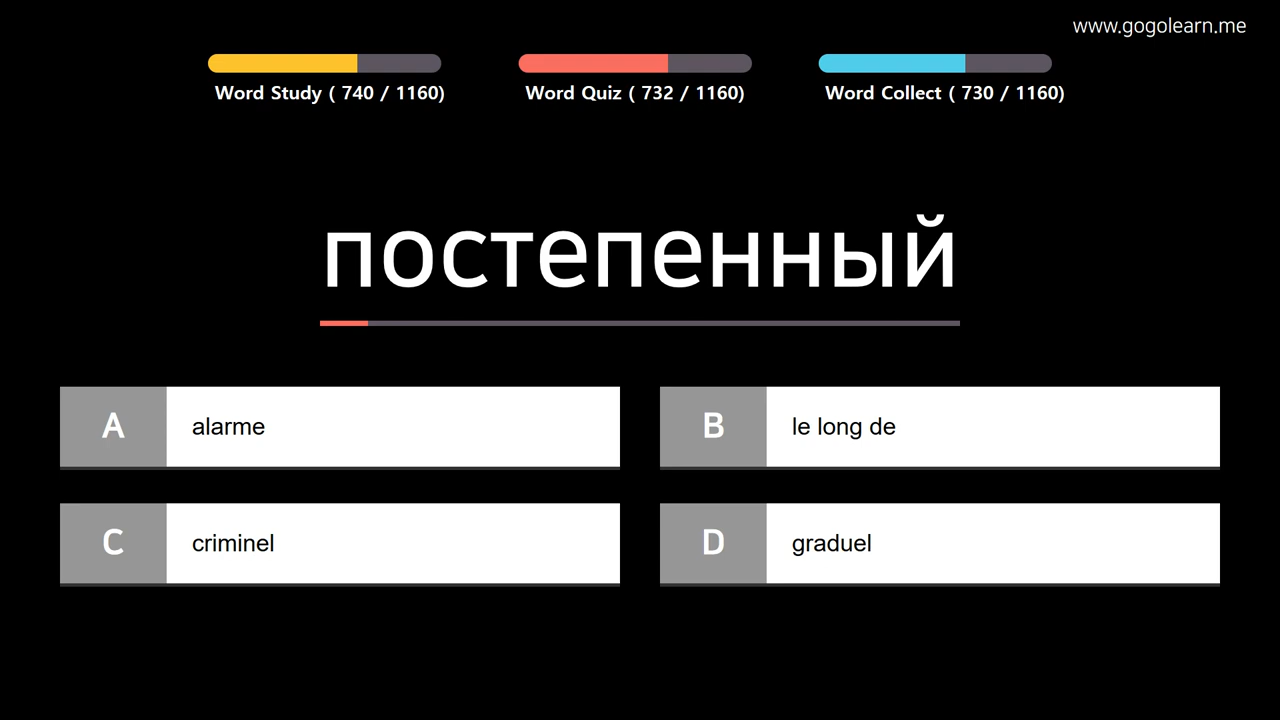 www.gogolearn.me
Word Study ( 740 / 1160)
Word Quiz ( 732 / 1160)
Word Collect ( 730 / 1160)
постепенный
A alarme
B le long de
C criminel
D graduel